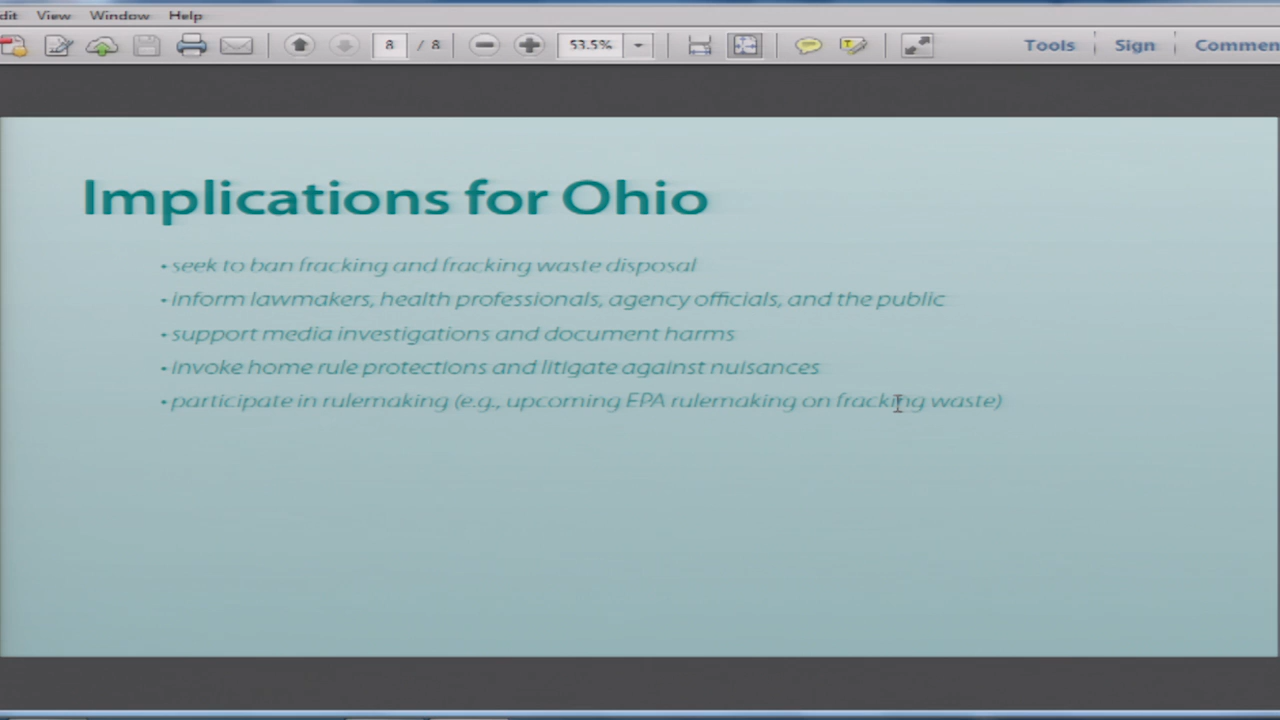 dit View Window Help
8 / 8 53.5% Tools Sign Commen
Implications for Ohio
• seek to ban fracking and fracking waste disposal
• inform lawmakers, health professionals, agency officials, and the public
• support media investigations and document harms
• invoke home rule protections and litigate against nuisances
• participate in rulemaking (e.g., upcoming EPA rulemaking on fracking waste)